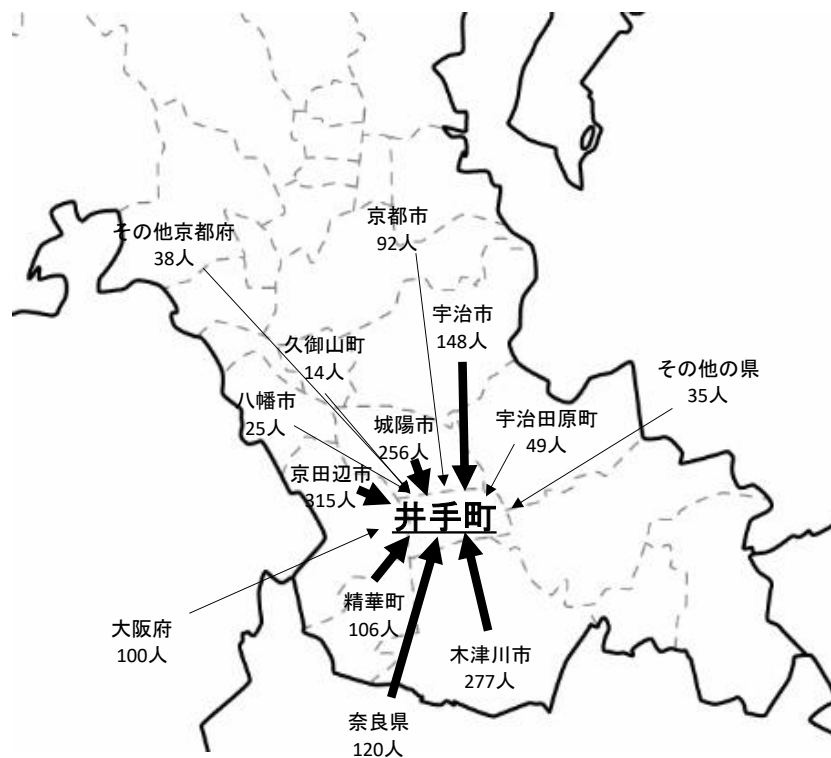 京都市
92人
その他京都府
38人
宇治市
148人
久御山町
14人
その他の県
35人
八幡市
25人
城陽市
256人
宇治田原町
49人
京田辺市
315人
井手町
精華町
106人
大阪府
100人
木津川市
277人
奈良県
120人